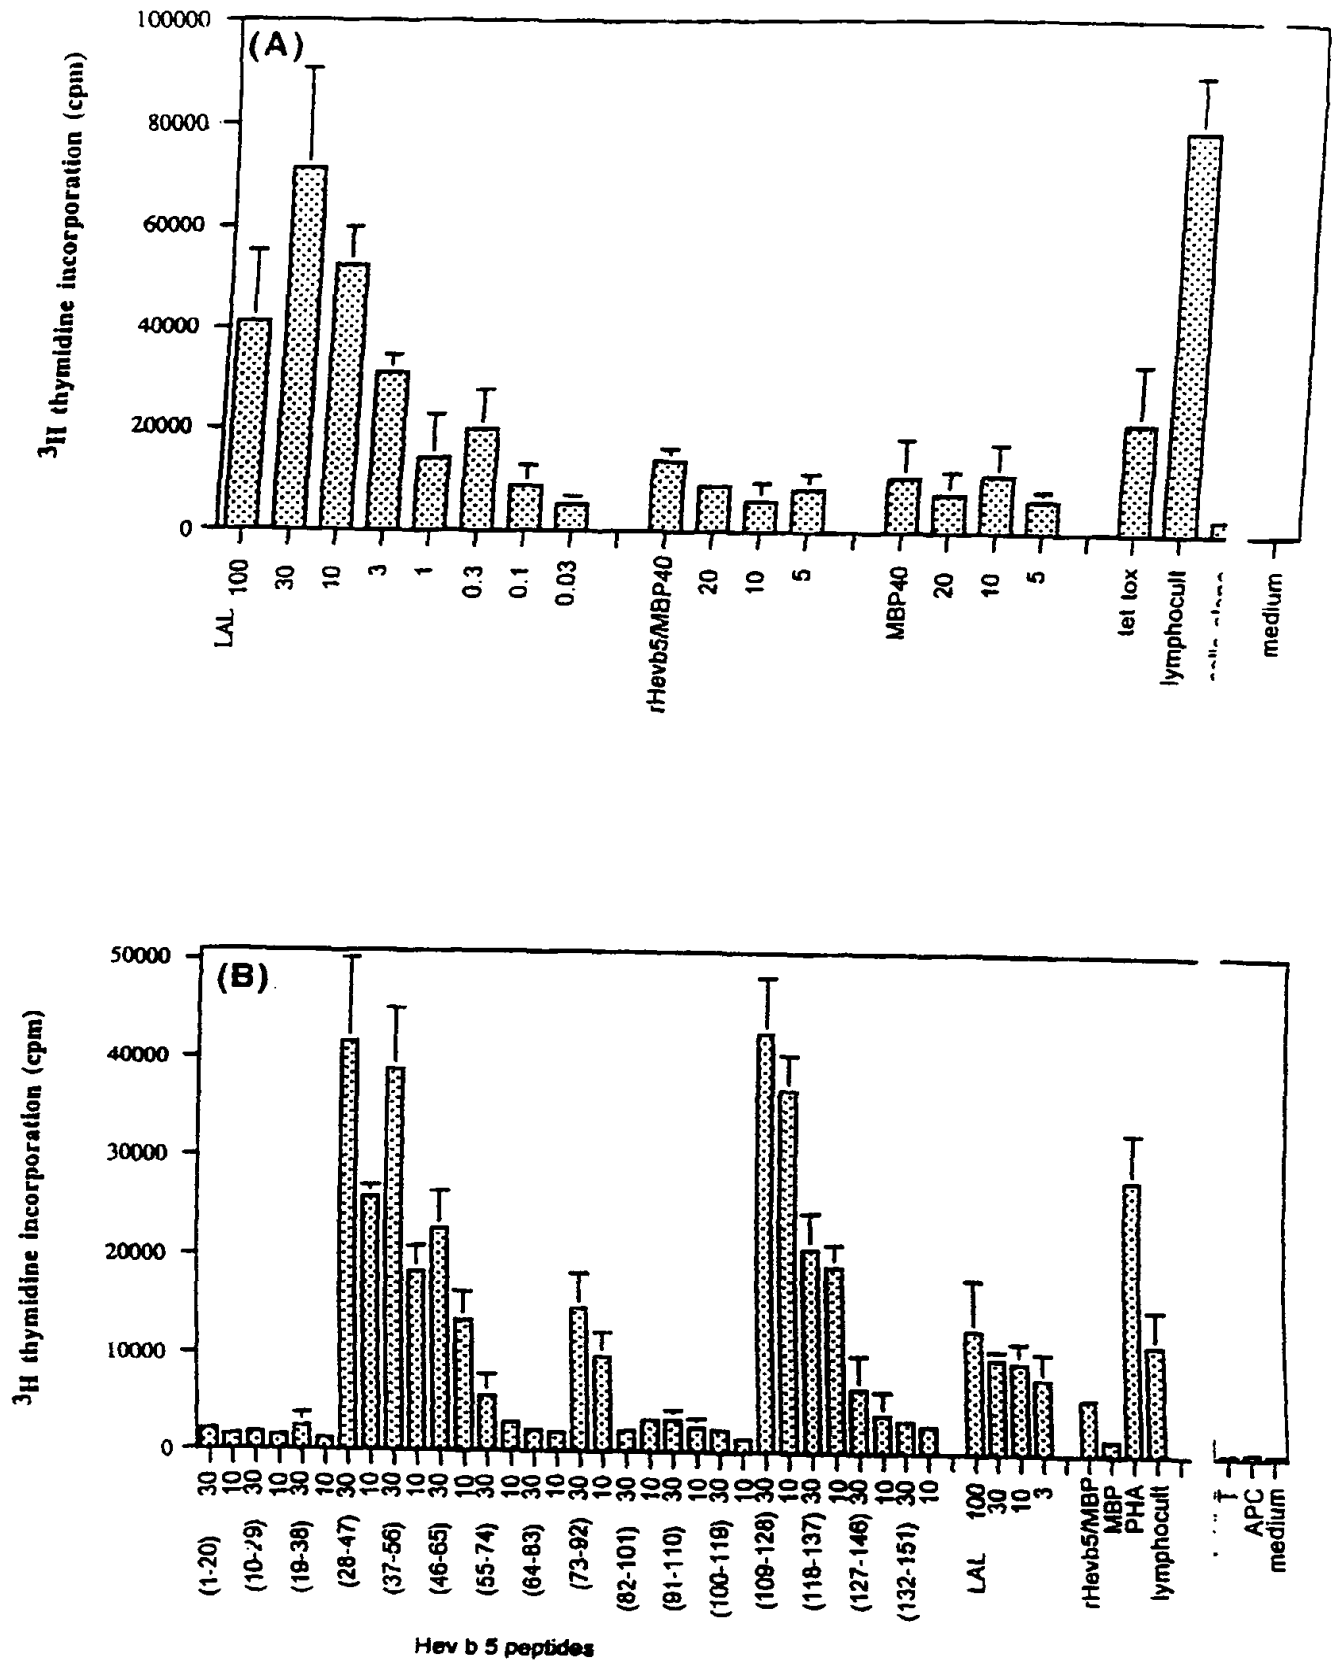 (A)
³H thymidine incorporation (cpm)
100000
80000
60000
40000
20000
0
LAL 100
30
10
3
1
0.3
0.1
0.03
rHevb5/MBP40
20
10
5
MBP40
20
10
5
tet tox
lymphocult
medium
(B)
³H thymidine incorporation (cpm)
50000
40000
30000
20000
10000
0
30 10 30 10 30 10 30 10 30 10 30 10 30 10 30 10 30 10 30 10 30 10 30 10 30 10 30 10 30 10 30 10
(1-20)
(10-29)
(19-38)
(28-47)
(37-56)
(46-65)
(55-74)
(64-83)
(73-92)
(82-101)
(91-110)
(100-119)
(109-128)
(118-137)
(127-146)
(132-151)
LAL 100
30
10
3
rHevb5/MBP
MBP
PHA
lymphocult
T
APC
medium
Hev b 5 peptides